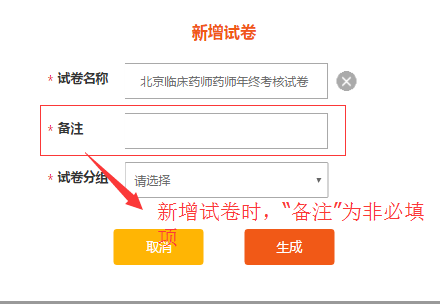 新增试卷
* 试卷名称 北京临床药师药师年终考核试卷
* 备注
* 试卷分组 请选择
新增试卷时，“备注”为非必填
项
取消 生成